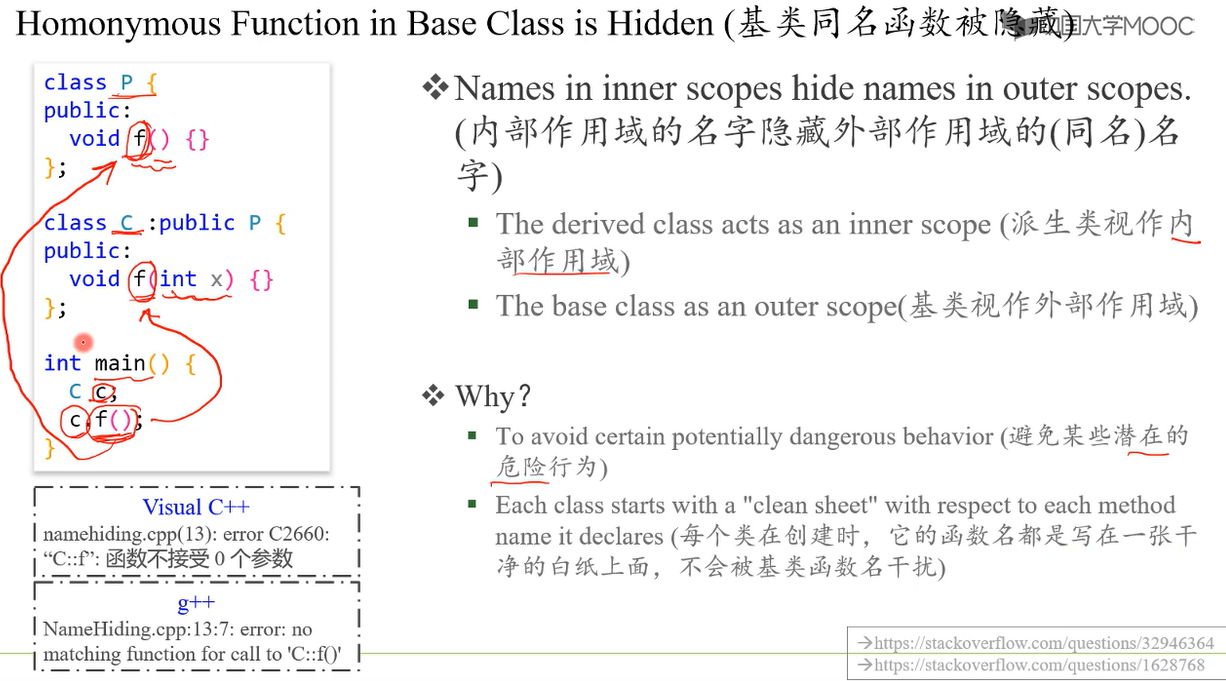 Homonymous Function in Base Class is Hidden (基类同名函数被隐藏)
中国大学MOOC
class P {
public:
void f() {}
};
class C :public P {
public:
void f(int x) {}
};
int main() {
C c;
c.f();
}
Visual C++
namehiding.cpp(13): error C2660:
“C::f”: 函数不接受 0 个参数
g++
NameHiding.cpp:13:7: error: no
matching function for call to 'C::f()'
❖Names in inner scopes hide names in outer scopes.
(内部作用域的名字隐藏外部作用域的(同名)名
字)
▪ The derived class acts as an inner scope (派生类视作内
部作用域)
▪ The base class as an outer scope(基类视作外部作用域)
❖ Why?
▪ To avoid certain potentially dangerous behavior (避免某些潜在的
危险行为)
▪ Each class starts with a "clean sheet" with respect to each method
name it declares (每个类在创建时，它的函数名都是写在一张干
净的白纸上面，不会被基类函数名干扰)
→https://stackoverflow.com/questions/32946364
→https://stackoverflow.com/questions/1628768